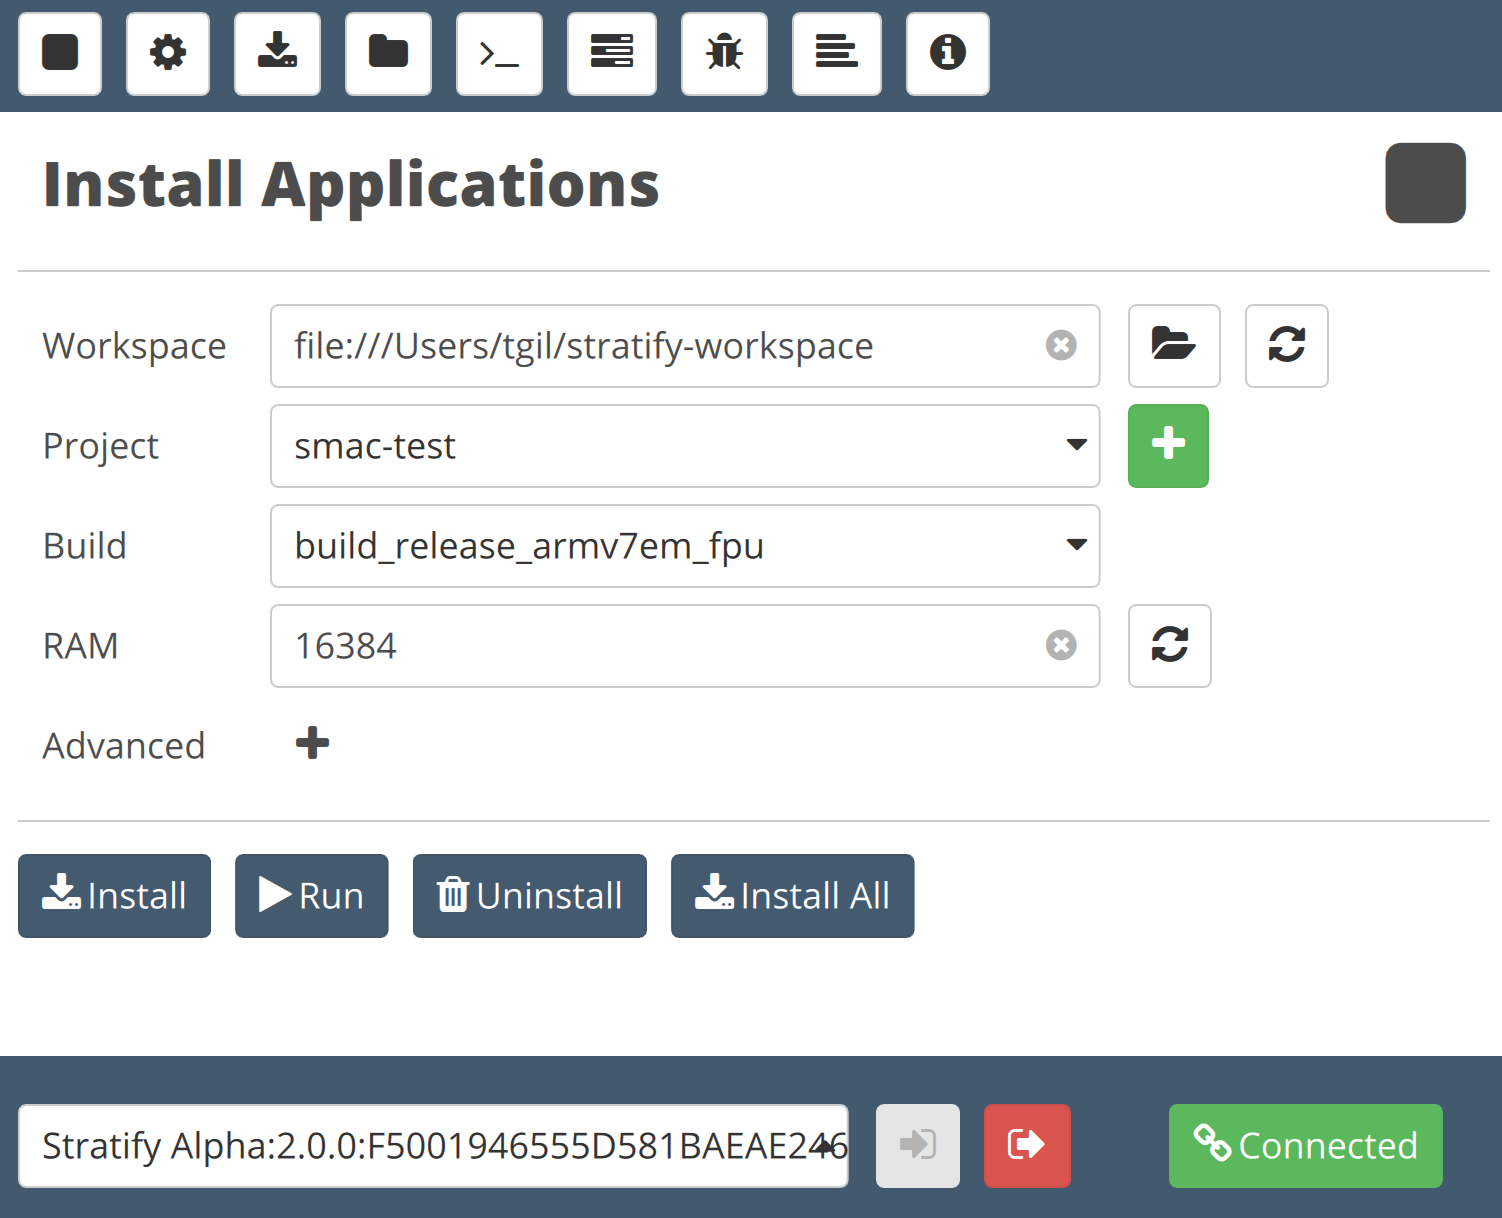 Install Applications
Workspace file:///Users/tgil/stratify-workspace
Project smac-test
Build build_release_armv7em_fpu
RAM 16384
Advanced
Install Run Uninstall Install All
Stratify Alpha:2.0.0:F5001946555D581BAEAE246 Connected